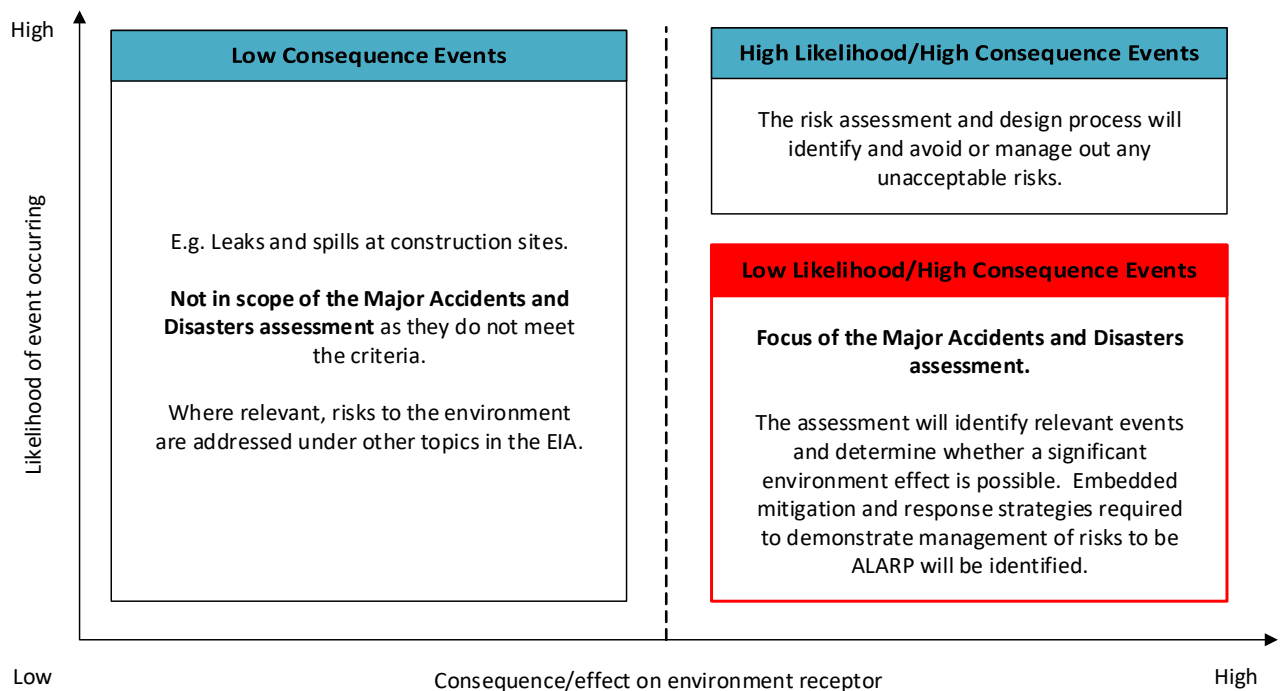 High
Low Consequence Events
E.g. Leaks and spills at construction sites.
Not in scope of the Major Accidents and
Disasters assessment as they do not meet
the criteria.
Where relevant, risks to the environment
are addressed under other topics in the EIA.
High Likelihood/High Consequence Events
The risk assessment and design process will
identify and avoid or manage out any
unacceptable risks.
Low Likelihood/High Consequence Events
Focus of the Major Accidents and Disasters
assessment.
The assessment will identify relevant events
and determine whether a significant
environment effect is possible.  Embedded
mitigation and response strategies required
to demonstrate management of risks to be
ALARP will be identified.
Likelihood of event occurring
Low
Consequence/effect on environment receptor
High